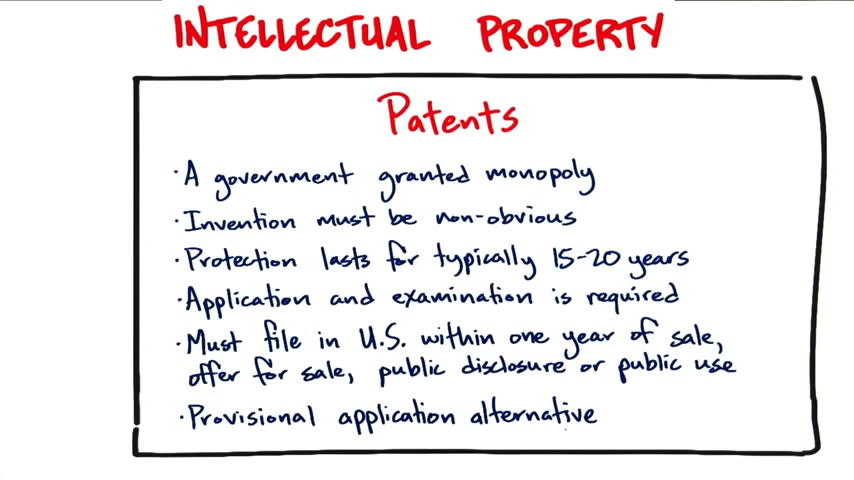 INTELLECTUAL PROPERTY
Patents
·A government granted monopoly
·Invention must be non-obvious
·Protection lasts for typically 15-20 years
·Application and examination is required
·Must file in U.S. within one year of sale,
offer for sale, public disclosure or public use
·Provisional application alternative